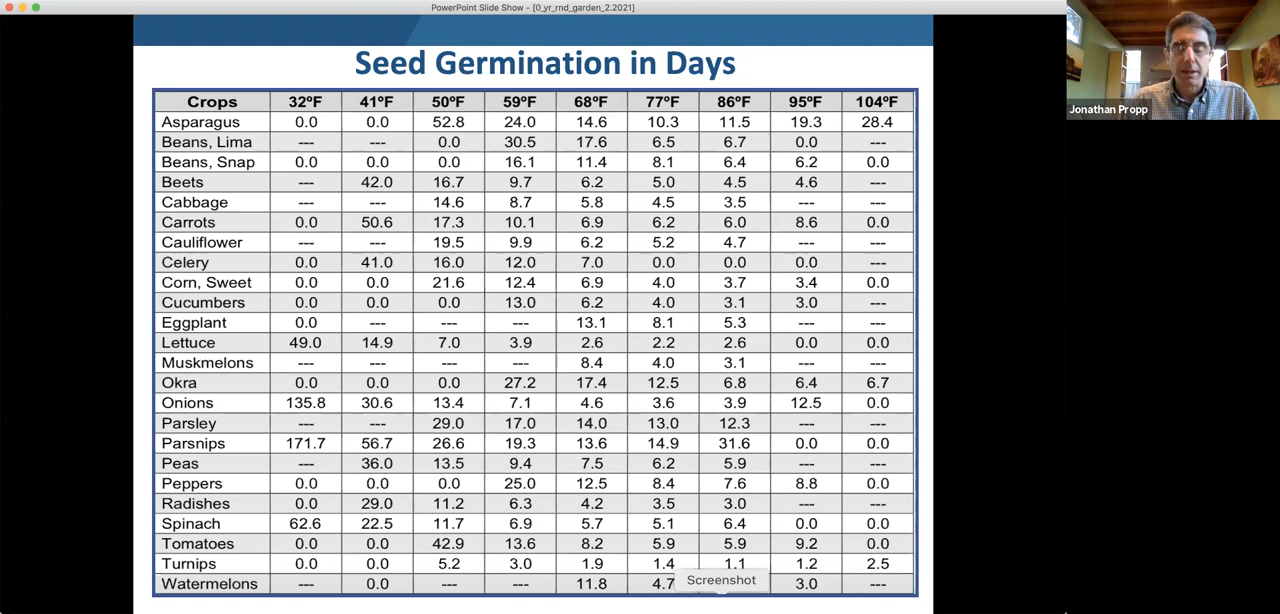 PowerPoint Slide Show - [0_yr_rnd_garden_2.2021]
Jonathan Propp
Seed Germination in Days
Crops 32ºF 41ºF 50ºF 59ºF 68ºF 77ºF 86ºF 95ºF 104ºF
Asparagus 0.0 0.0 52.8 24.0 14.6 10.3 11.5 19.3 28.4
Beans, Lima --- --- 0.0 30.5 17.6 6.5 6.7 0.0 ---
Beans, Snap 0.0 0.0 0.0 16.1 11.4 8.1 6.4 6.2 0.0
Beets --- 42.0 16.7 9.7 6.2 5.0 4.5 4.6 ---
Cabbage --- --- 14.6 8.7 5.8 4.5 3.5 --- ---
Carrots 0.0 50.6 17.3 10.1 6.9 6.2 6.0 8.6 0.0
Cauliflower --- --- 19.5 9.9 6.2 5.2 4.7 --- ---
Celery 0.0 41.0 16.0 12.0 7.0 0.0 0.0 0.0 ---
Corn, Sweet 0.0 0.0 21.6 12.4 6.9 4.0 3.7 3.4 0.0
Cucumbers 0.0 0.0 0.0 13.0 6.2 4.0 3.1 3.0 ---
Eggplant 0.0 --- --- --- 13.1 8.1 5.3 --- ---
Lettuce 49.0 14.9 7.0 3.9 2.6 2.2 2.6 0.0 0.0
Muskmelons --- --- --- --- 8.4 4.0 3.1 --- ---
Okra 0.0 0.0 0.0 27.2 17.4 12.5 6.8 6.4 6.7
Onions 135.8 30.6 13.4 7.1 4.6 3.6 3.9 12.5 0.0
Parsley --- --- 29.0 17.0 14.0 13.0 12.3 --- ---
Parsnips 171.7 56.7 26.6 19.3 13.6 14.9 31.6 0.0 0.0
Peas --- 36.0 13.5 9.4 7.5 6.2 5.9 --- ---
Peppers 0.0 0.0 0.0 25.0 12.5 8.4 7.6 8.8 0.0
Radishes 0.0 29.0 11.2 6.3 4.2 3.5 3.0 --- ---
Spinach 62.6 22.5 11.7 6.9 5.7 5.1 6.4 0.0 0.0
Tomatoes 0.0 0.0 42.9 13.6 8.2 5.9 5.9 9.2 0.0
Turnips 0.0 0.0 5.2 3.0 1.9 1.4 1.1 1.2 2.5
Watermelons --- 0.0 --- --- 11.8 4.7 3.0 ---
Screenshot